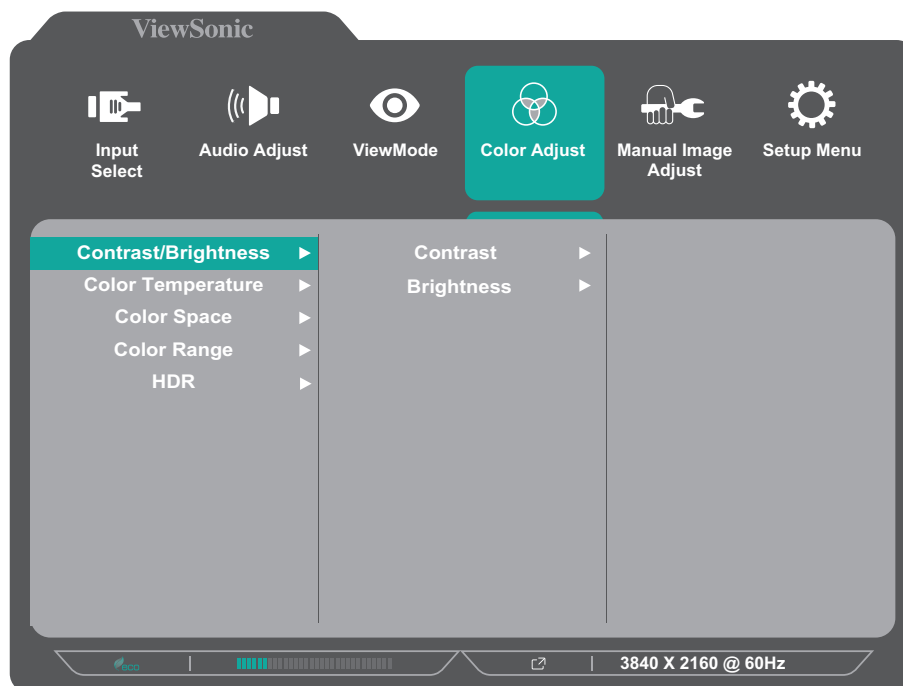 ViewSonic
Input
Select
Audio Adjust
ViewMode
Color Adjust
Manual Image
Adjust
Setup Menu
Contrast/Brightness
Color Temperature
Color Space
Color Range
HDR
Contrast
Brightness
eco
3840 X 2160 @ 60Hz